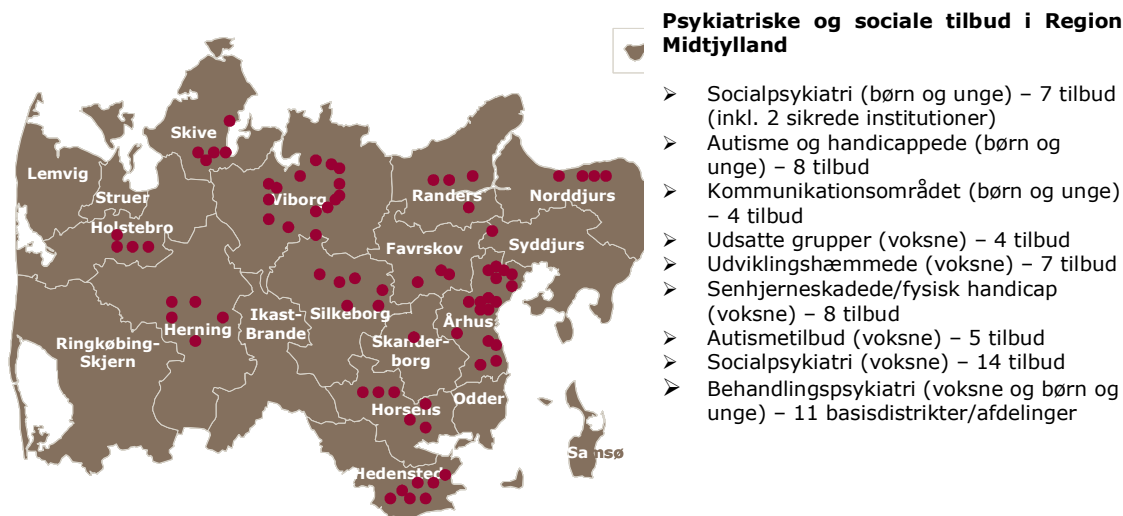 Psykiatriske og sociale tilbud i Region
Midtjylland
➢ Socialpsykiatri (børn og unge) – 7 tilbud
(inkl. 2 sikrede institutioner)
➢ Autisme og handicappede (børn og
unge) – 8 tilbud
➢ Kommunikationsområdet (børn og unge)
– 4 tilbud
➢ Udsatte grupper (voksne) – 4 tilbud
➢ Udviklingshæmmede (voksne) – 7 tilbud
➢ Senhjerneskadede/fysisk handicap
(voksne) – 8 tilbud
➢ Autismetilbud (voksne) – 5 tilbud
➢ Socialpsykiatri (voksne) – 14 tilbud
➢ Behandlingspsykiatri (voksne og børn og
unge) – 11 basisdistrikter/afdelinger
Skive
Lemvig
Struer
Viborg
Randers
Norddjurs
Holstebro
Favrskov
Syddjurs
Herning
Ikast-
Brande
Silkeborg
Århus
Ringkøbing-
Skjern
Skander-
borg
Horsens
Odder
Samsø
Hedensted